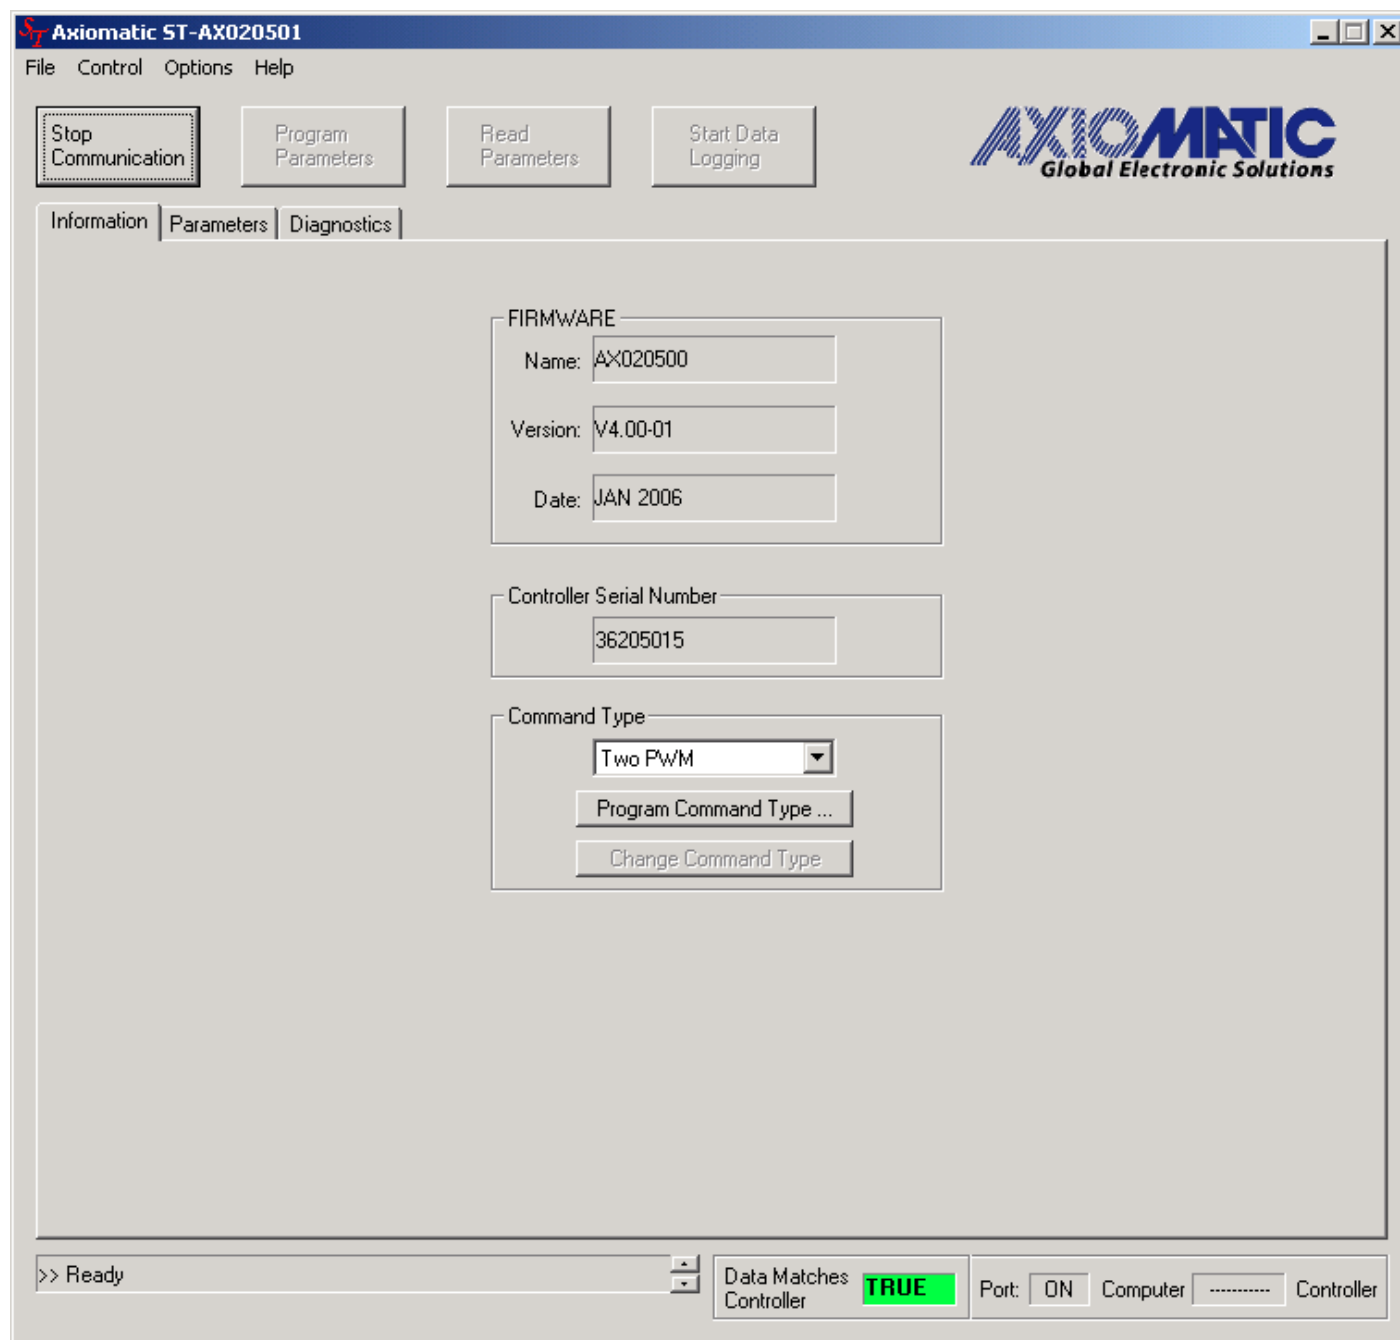 ST Axiomatic ST-AX020501
File Control Options Help
Stop
Communication
Program
Parameters
Read
Parameters
Start Data
Logging
AXIOMATIC
Global Electronic Solutions
Information Parameters Diagnostics
FIRMWARE
Name: AX020500
Version: V4.00-01
Date: JAN 2006
Controller Serial Number
36205015
Command Type
Two PWM
Program Command Type ...
Change Command Type
>> Ready
Data Matches
Controller
TRUE
Port: ON Computer ----------- Controller